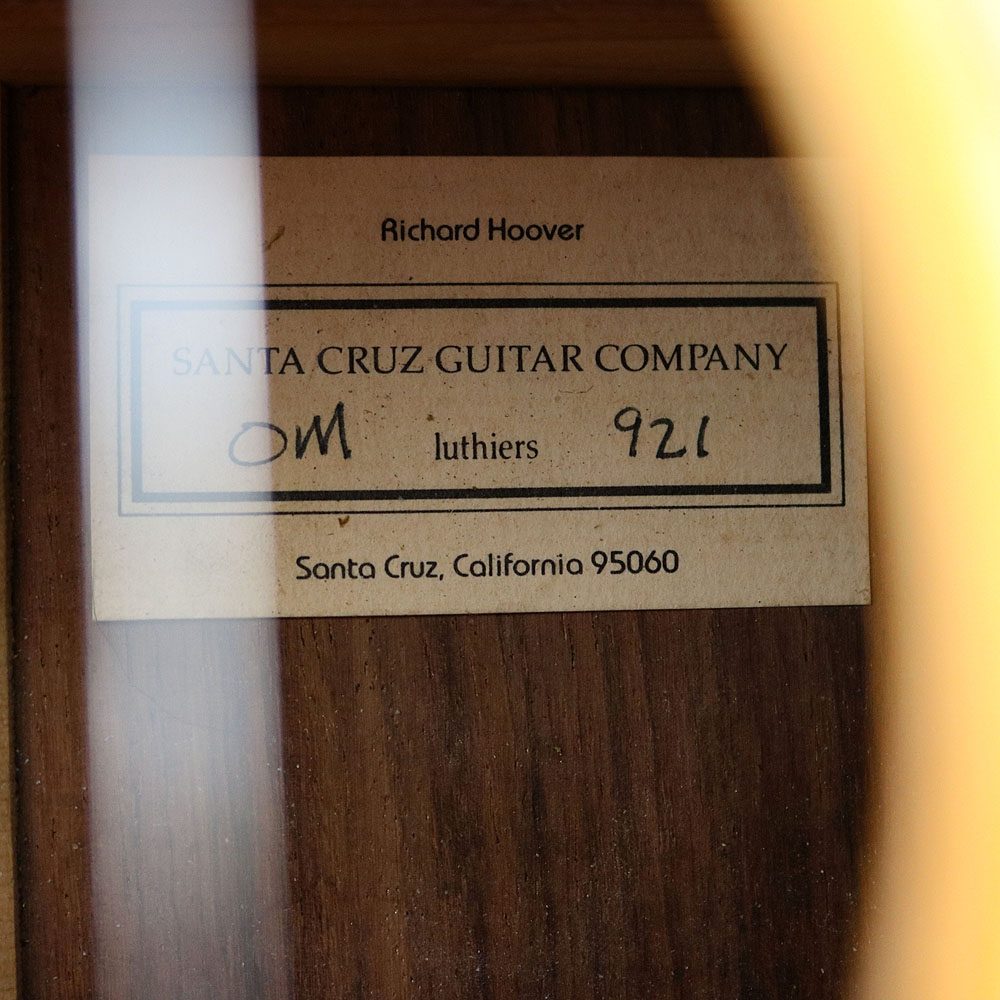 Richard Hoover
SANTA CRUZ GUITAR COMPANY
OM luthiers 921
Santa Cruz, California 95060